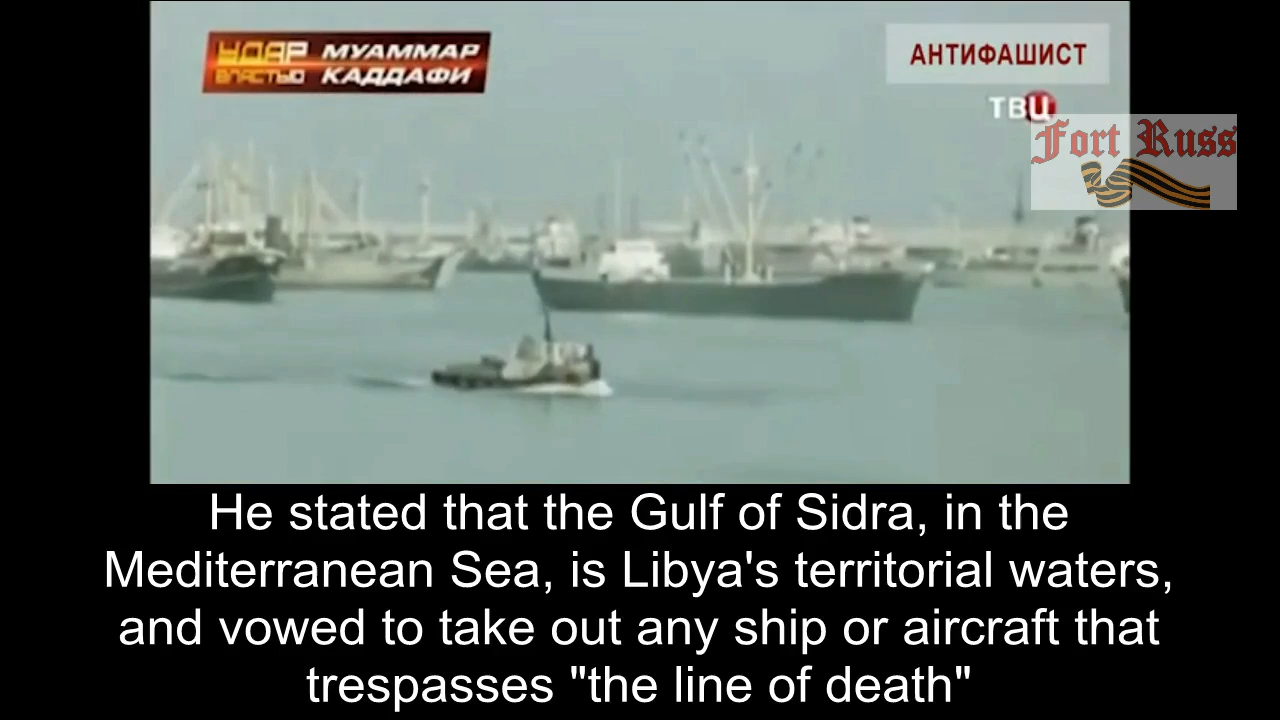 УДАР МУАММАР
ВЛАСТЬЮ КАДДАФИ
АНТИФАШИСТ
ТВЦ
Fort Russ
He stated that the Gulf of Sidra, in the
Mediterranean Sea, is Libya's territorial waters,
and vowed to take out any ship or aircraft that
trespasses "the line of death"